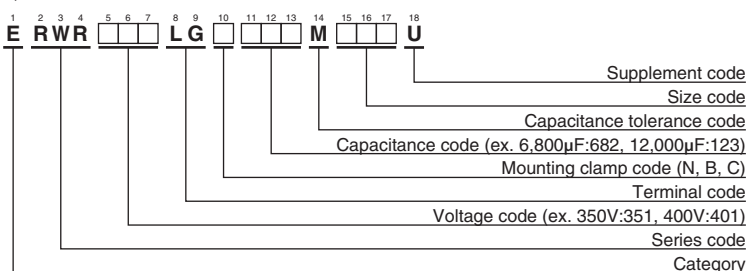 1 2 3 4 5 6 7 8 9 10 11 12 13 14 15 16 17 18
E RWR □□□ LG □ □□□ M □□□ U
Supplement code
Size code
Capacitance tolerance code
Capacitance code (ex. 6,800µF:682, 12,000µF:123)
Mounting clamp code (N, B, C)
Terminal code
Voltage code (ex. 350V:351, 400V:401)
Series code
Category